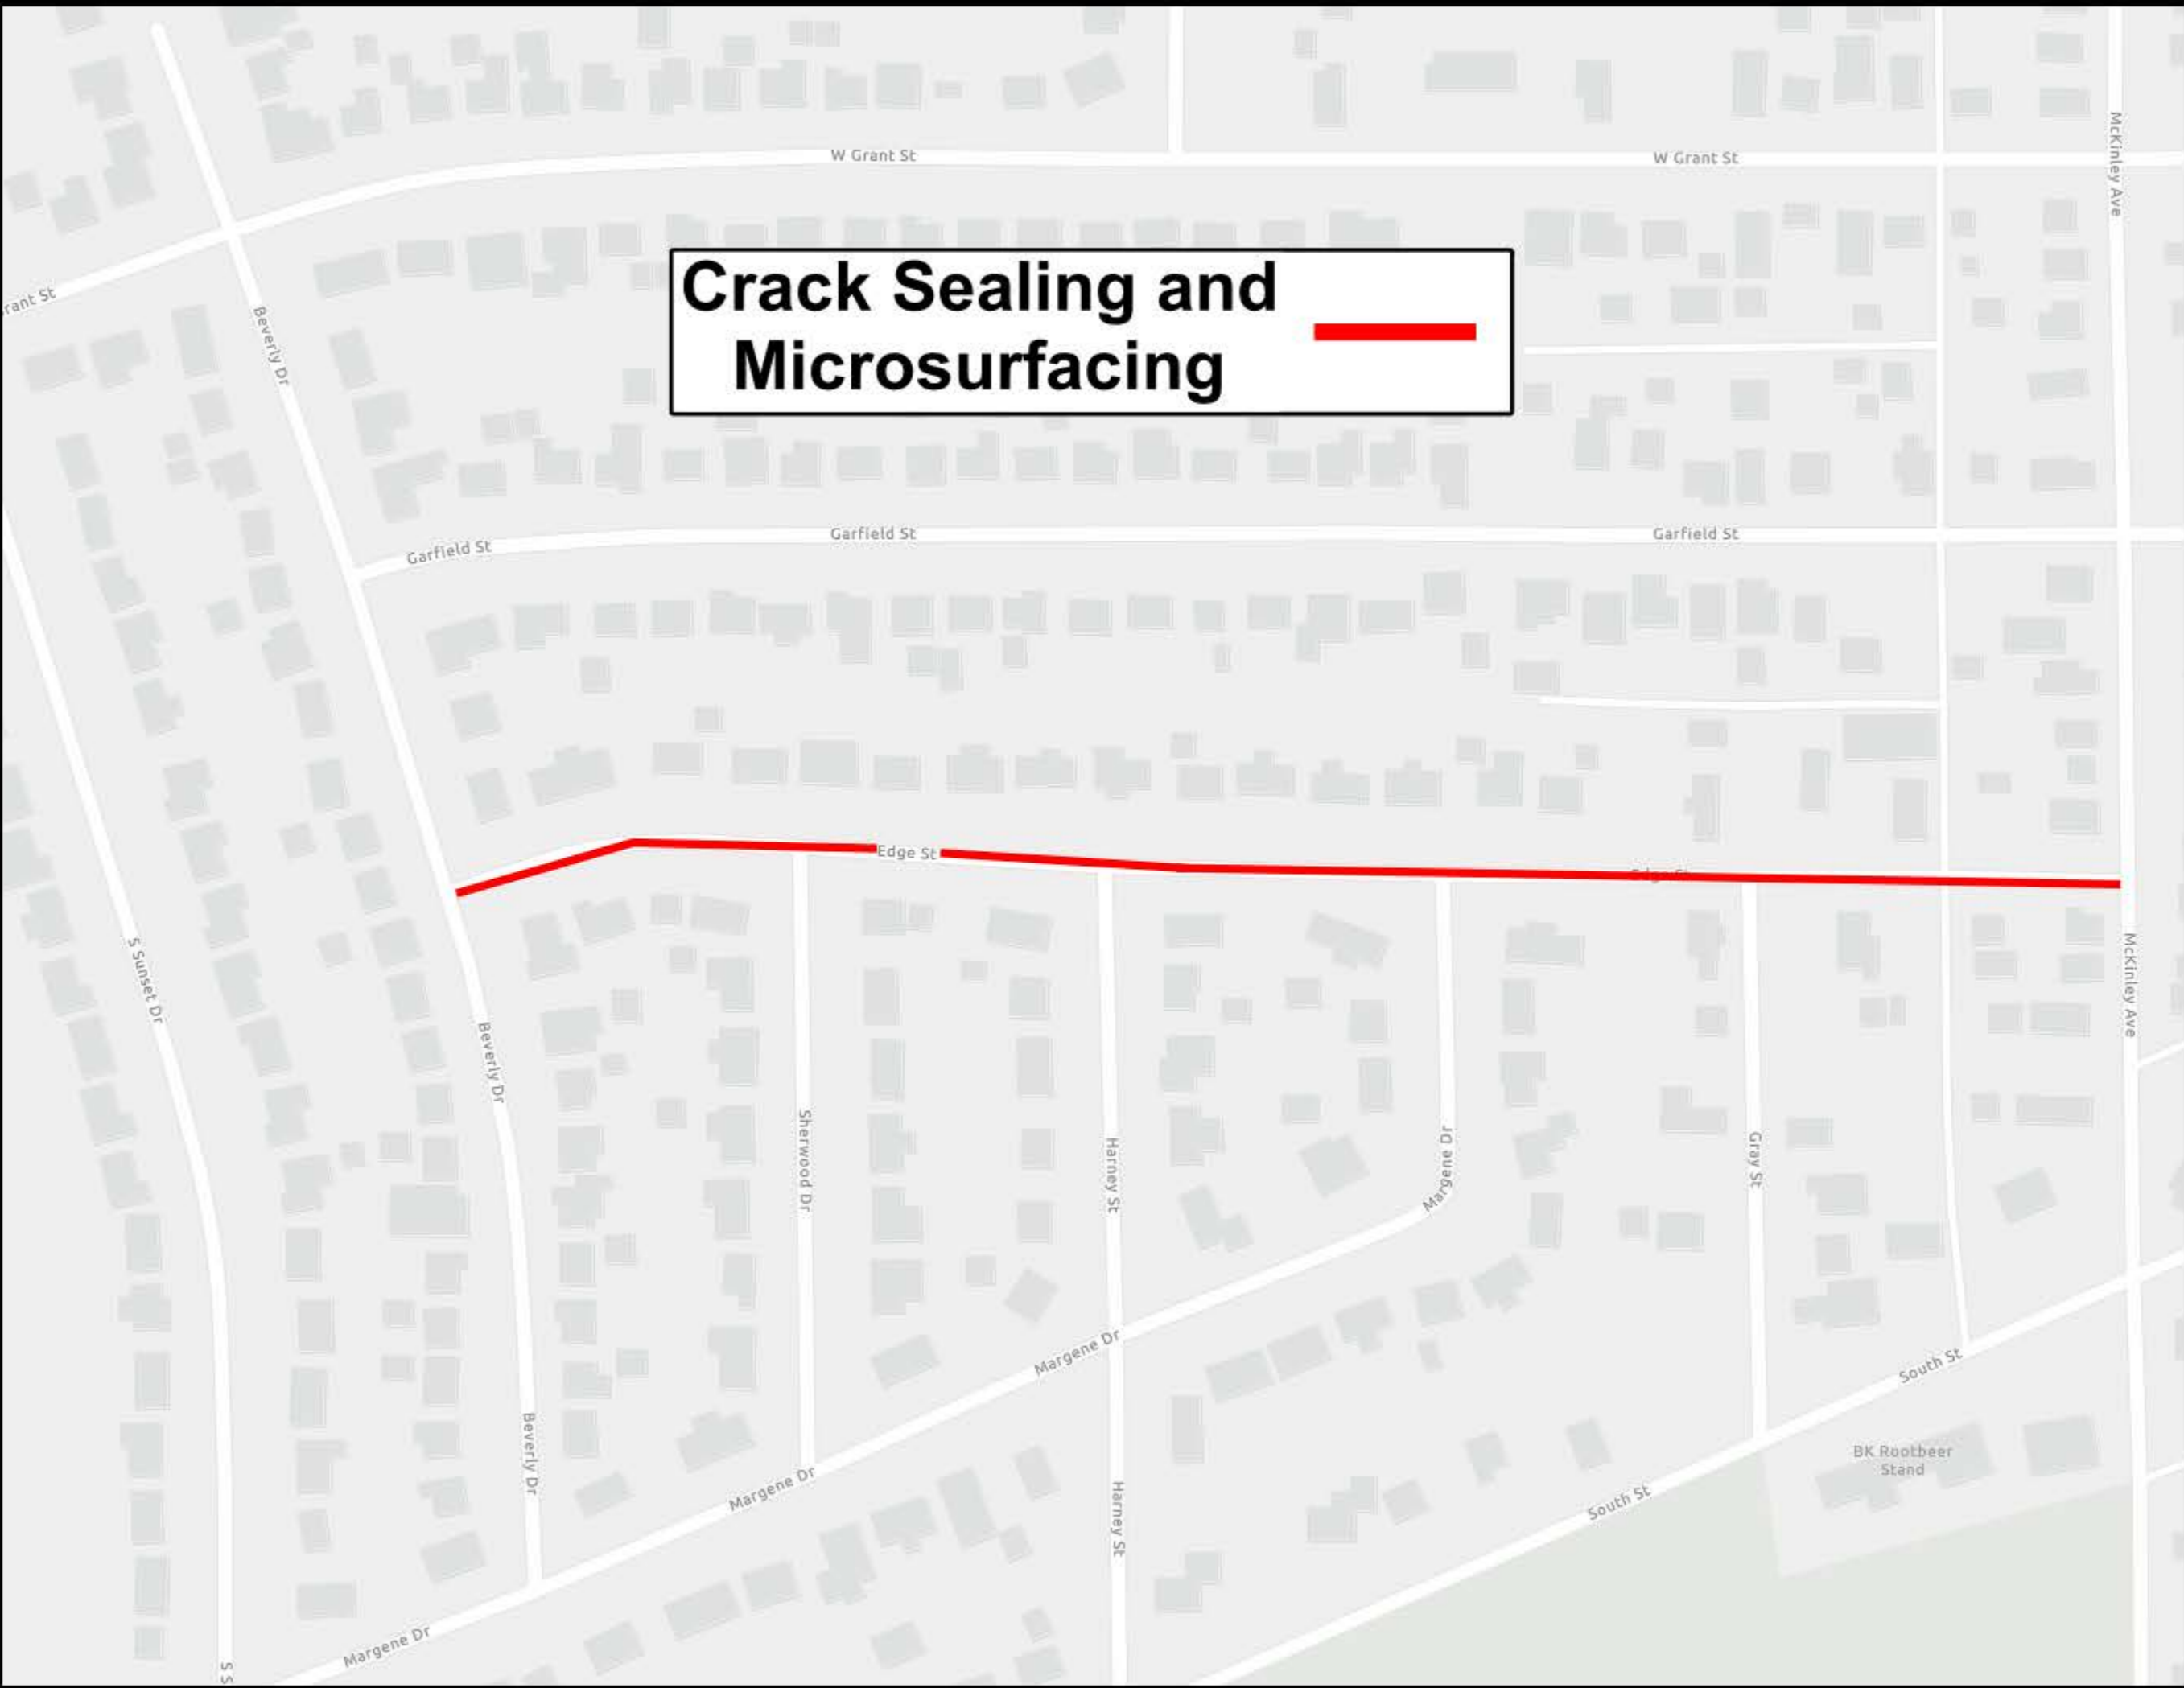 W Grant St
W Grant St
McKinley Ave
rant St
Beverly Dr
Crack Sealing and
Microsurfacing
Garfield St
Garfield St
Garfield St
Edge St
Edge St
S Sunset Dr
Beverly Dr
McKinley Ave
Sherwood Dr
Harney St
Margene Dr
Gray St
Margene Dr
South St
Beverly Dr
Margene Dr
Harney St
South St
BK Rootbeer
Stand
Margene Dr
S S